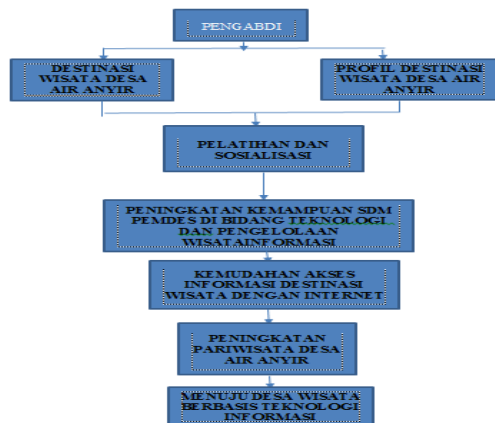 PENGABDI
DESTINASI
WISATA DESA
AIR ANYIR
PROFIL DESTINASI
WISATA DESA AIR
ANYIR
PELATIHAN DAN
SOSIALISASI
PENINGKATAN KEMAMPUAN SDM
PEMDES DI BIDANG TEKNOLOGI
DAN PENGELOLAAN
WISATAINFORMASI
KEMUDAHAN AKSES
INFORMASI DESTINASI
WISATA DENGAN INTERNET
PENINGKATAN
PARIWISATA DESA
AIR ANYIR
MENUJU DESA WISATA
BERBASIS TEKNOLOGI
INFORMASI